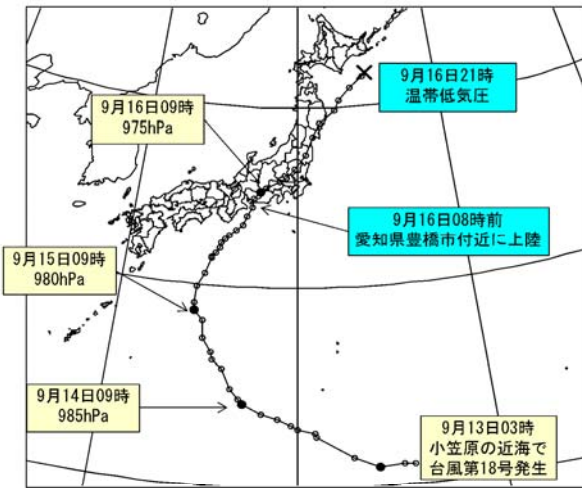 9月16日21時
温帯低気圧
9月16日09時
975hPa
9月16日08時前
愛知県豊橋市付近に上陸
9月15日09時
980hPa
9月14日09時
985hPa
9月13日03時
小笠原の近海で
台風第18号発生